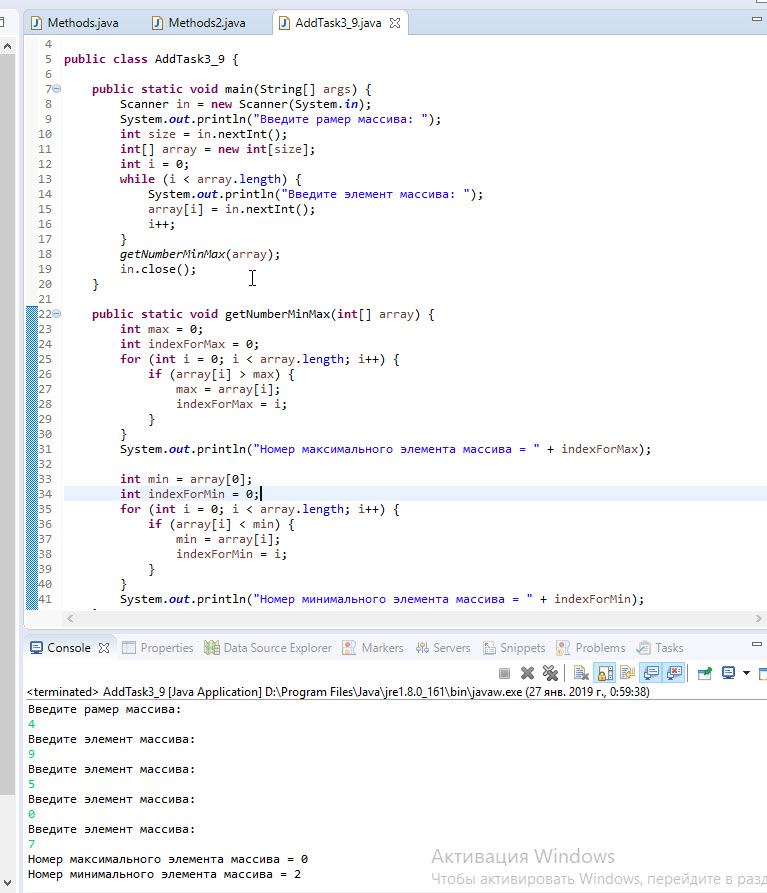 Methods.java Methods2.java AddTask3_9.java
4
5 public class AddTask3_9 {
6
7 public static void main(String[] args) {
8 Scanner in = new Scanner(System.in);
9 System.out.println("Введите рамер массива: ");
10 int size = in.nextInt();
11 int[] array = new int[size];
12 int i = 0;
13 while (i < array.length) {
14 System.out.println("Введите элемент массива: ");
15 array[i] = in.nextInt();
16 i++;
17 }
18 getNumberMinMax(array);
19 in.close();
20 }
21
22 public static void getNumberMinMax(int[] array) {
23 int max = 0;
24 int indexForMax = 0;
25 for (int i = 0; i < array.length; i++) {
26 if (array[i] > max) {
27 max = array[i];
28 indexForMax = i;
29 }
30 }
31 System.out.println("Номер максимального элемента массива = " + indexForMax);
32
33 int min = array[0];
34 int indexForMin = 0;
35 for (int i = 0; i < array.length; i++) {
36 if (array[i] < min) {
37 min = array[i];
38 indexForMin = i;
39 }
40 }
41 System.out.println("Номер минимального элемента массива = " + indexForMin);
Console Properties Data Source Explorer Markers Servers Snippets Problems Tasks
<terminated> AddTask3_9 [Java Application] D:\Program Files\Java\jre1.8.0_161\bin\javaw.exe (27 янв. 2019 г., 0:59:38)
Введите рамер массива:
4
Введите элемент массива:
9
Введите элемент массива:
5
Введите элемент массива:
0
Введите элемент массива:
7
Номер максимального элемента массива = 0
Номер минимального элемента массива = 2
Активация Windows
Чтобы активировать Windows, перейдите в разд